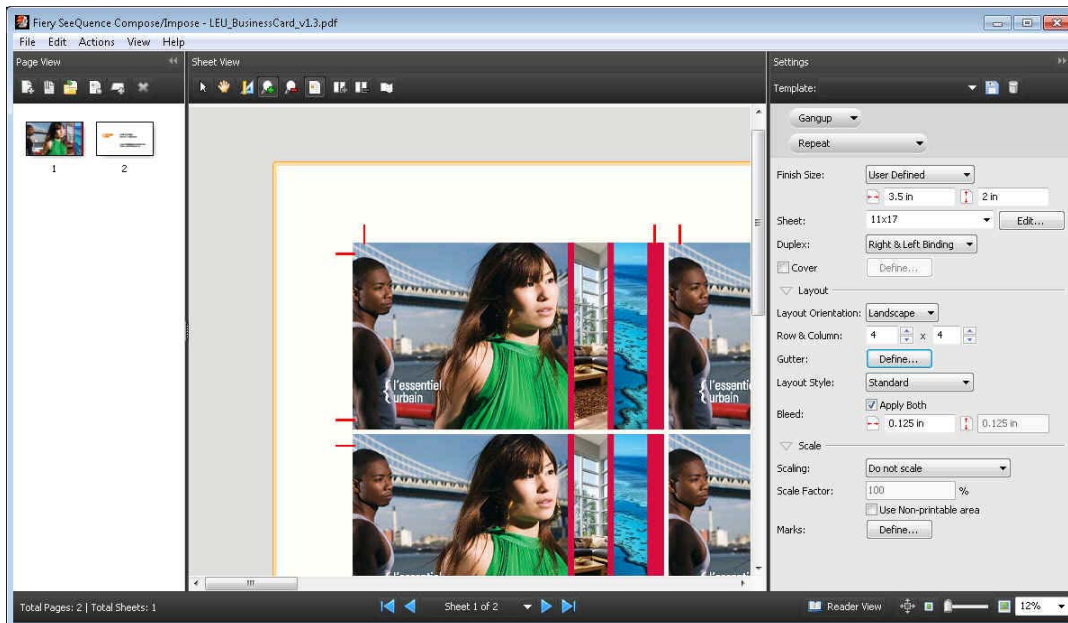 Fiery SeeQuence Compose/Impose - LEU_BusinessCard_v1.3.pdf
File Edit Actions View Help
Page View
Sheet View
Settings
Template:
Gangup
Repeat
1
2
Finish Size: User Defined
3.5 in 2 in
Sheet: 11x17 Edit...
Duplex: Right & Left Binding
Cover Define...
Layout
Layout Orientation: Landscape
Row & Column: 4 x 4
Gutter: Define...
Layout Style: Standard
Bleed: Apply Both
0.125 in 0.125 in
Scale
Scaling: Do not scale
Scale Factor: 100 %
Use Non-printable area
Marks: Define...
l'essentiel
urbain
l'essenti
urbain
Total Pages: 2 | Total Sheets: 1
Sheet 1 of 2
Reader View
12%